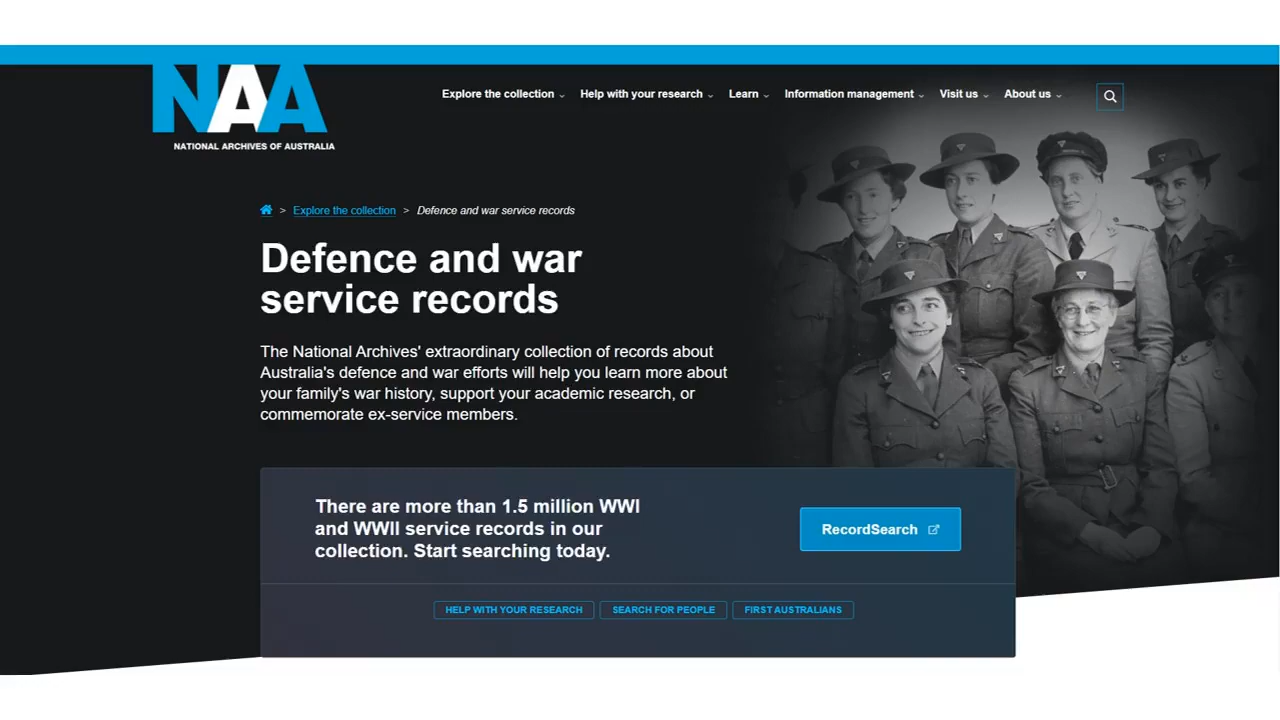 NAA
NATIONAL ARCHIVES OF AUSTRALIA
Explore the collection
Help with your research
Learn
Information management
Visit us
About us
> Explore the collection > Defence and war service records
Defence and war
service records
The National Archives' extraordinary collection of records about
Australia's defence and war efforts will help you learn more about
your family's war history, support your academic research, or
commemorate ex-service members.
There are more than 1.5 million WWI
and WWII service records in our
collection. Start searching today.
RecordSearch
HELP WITH YOUR RESEARCH
SEARCH FOR PEOPLE
FIRST AUSTRALIANS